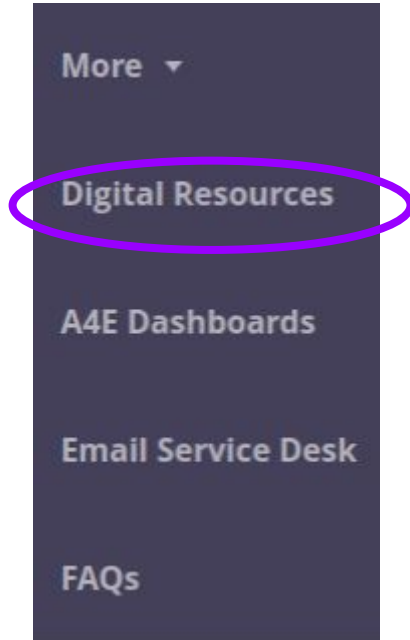 More
Digital Resources
A4E Dashboards
Email Service Desk
FAQs